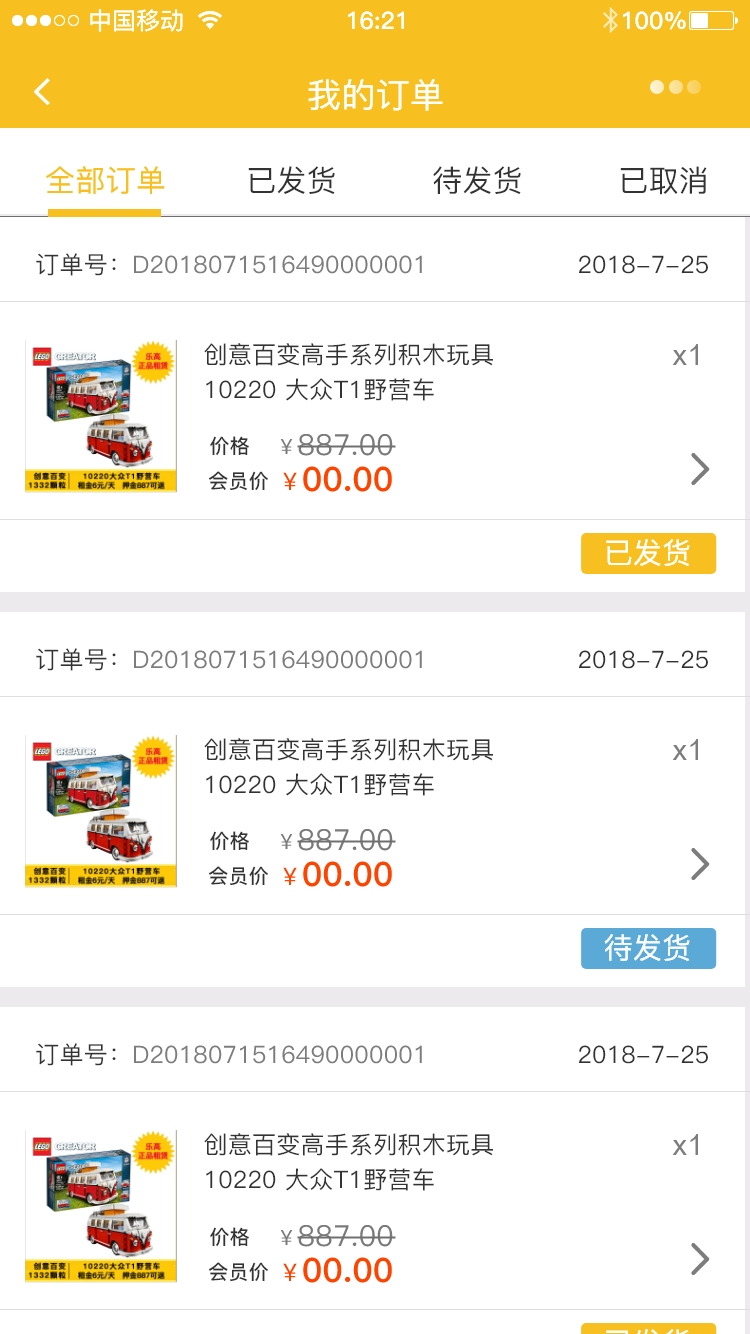 中国移动 16:21 100%
我的订单
全部订单 已发货 待发货 已取消
订单号: D2018071516490000001 2018-7-25
LEGO CREATOR
乐高
正品租赁
创意百变 10220大众T1野营车
1332颗粒 租金6元/天 押金887可退
创意百变高手系列积木玩具 x1
10220 大众T1野营车
价格 ¥887.00
会员价 ¥00.00
已发货
订单号: D2018071516490000001 2018-7-25
LEGO CREATOR
乐高
正品租赁
创意百变 10220大众T1野营车
1332颗粒 租金6元/天 押金887可退
创意百变高手系列积木玩具 x1
10220 大众T1野营车
价格 ¥887.00
会员价 ¥00.00
待发货
订单号: D2018071516490000001 2018-7-25
LEGO CREATOR
乐高
正品租赁
创意百变 10220大众T1野营车
1332颗粒 租金6元/天 押金887可退
创意百变高手系列积木玩具 x1
10220 大众T1野营车
价格 ¥887.00
会员价 ¥00.00
已发货